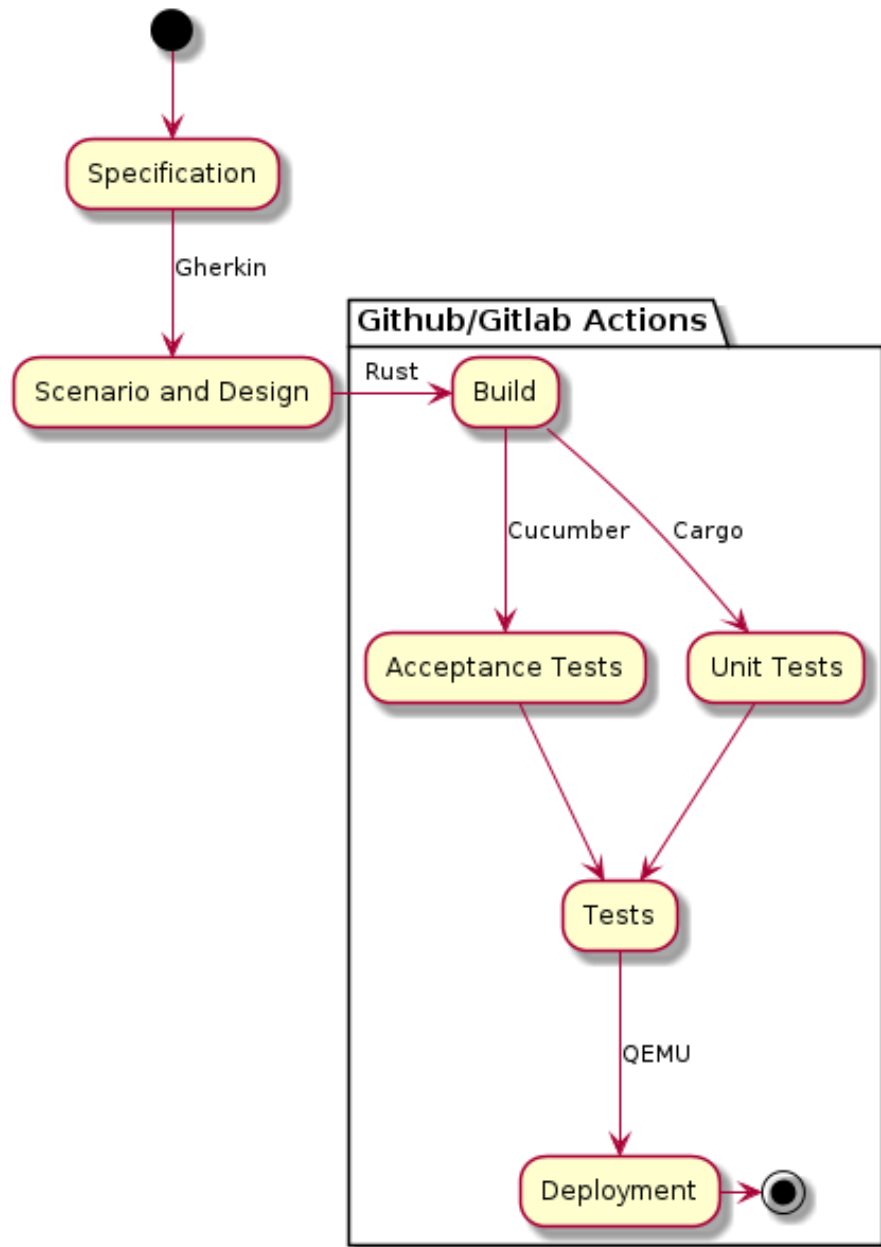 Specification
Gherkin
Github/Gitlab Actions
Scenario and Design
Rust
Build
Cucumber
Cargo
Acceptance Tests
Unit Tests
Tests
QEMU
Deployment